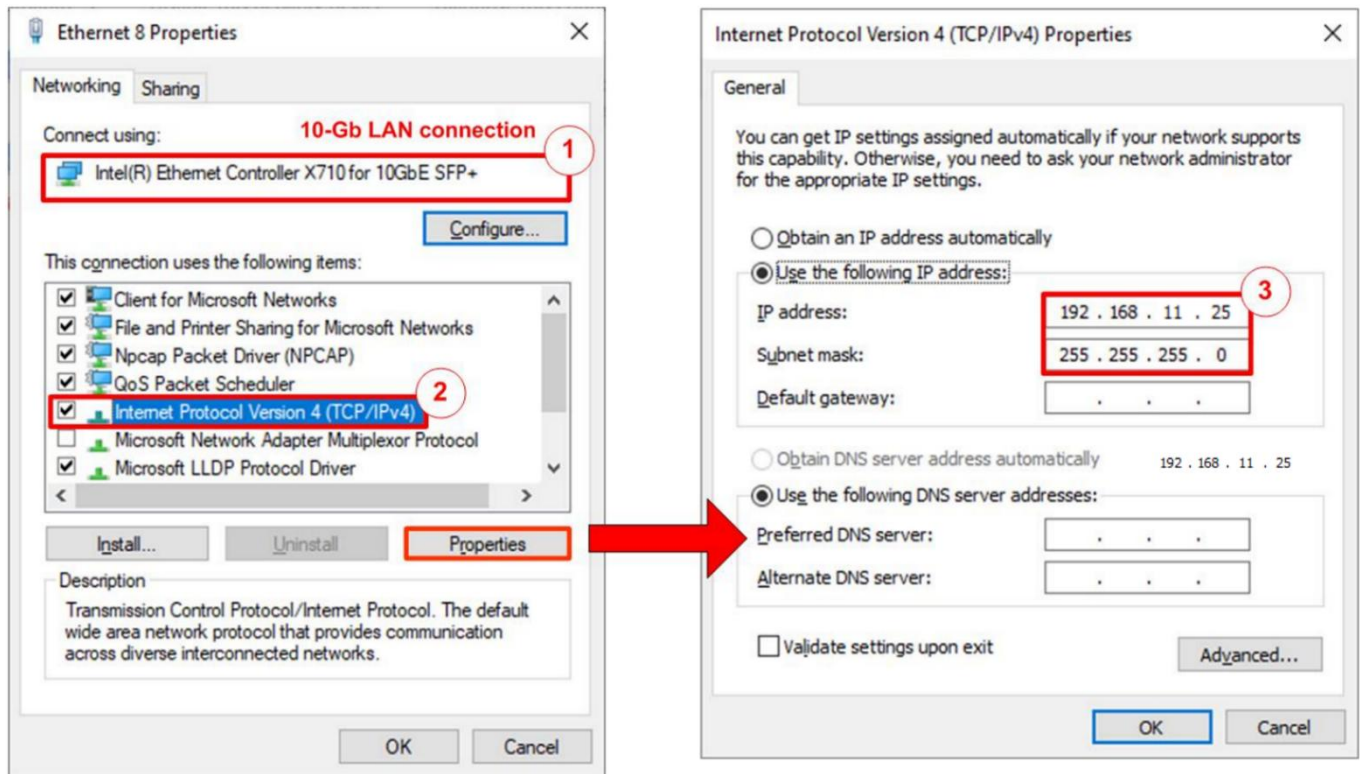 Ethernet 8 Properties
Networking
Sharing
Connect using:
10-Gb LAN connection
1
Intel(R) Ethernet Controller X710 for 10GbE SFP+
Configure...
This connection uses the following items:
Client for Microsoft Networks
File and Printer Sharing for Microsoft Networks
Npcap Packet Driver (NPCAP)
QoS Packet Scheduler
2
Internet Protocol Version 4 (TCP/IPv4)
Microsoft Network Adapter Multiplexor Protocol
Microsoft LLDP Protocol Driver
Install...
Uninstall
Properties
Description
Transmission Control Protocol/Internet Protocol. The default
wide area network protocol that provides communication
across diverse interconnected networks.
OK
Cancel
Internet Protocol Version 4 (TCP/IPv4) Properties
General
You can get IP settings assigned automatically if your network supports
this capability. Otherwise, you need to ask your network administrator
for the appropriate IP settings.
Obtain an IP address automatically
Use the following IP address:
3
IP address:
192 . 168 . 11 . 25
Subnet mask:
255 . 255 . 255 . 0
Default gateway:
. . .
Obtain DNS server address automatically
192 . 168 . 11 . 25
Use the following DNS server addresses:
Preferred DNS server:
. . .
Alternate DNS server:
. . .
Validate settings upon exit
Advanced...
OK
Cancel